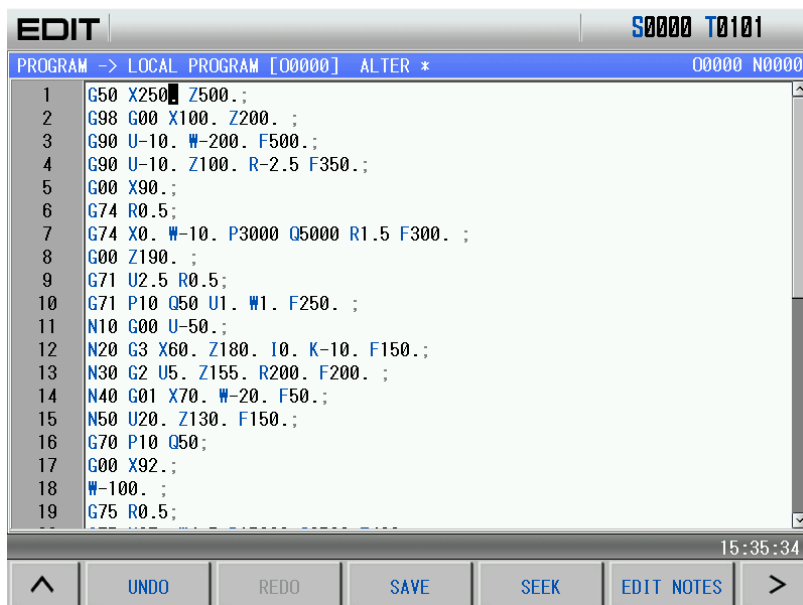 EDIT S0000 T0101
PROGRAM -> LOCAL PROGRAM [O0000] ALTER * O0000 N0000
1 G50 X250. Z500.;
2 G98 G00 X100. Z200. ;
3 G90 U-10. W-200. F500.;
4 G90 U-10. Z100. R-2.5 F350.;
5 G00 X90.;
6 G74 R0.5;
7 G74 X0. W-10. P3000 Q5000 R1.5 F300. ;
8 G00 Z190. ;
9 G71 U2.5 R0.5;
10 G71 P10 Q50 U1. W1. F250. ;
11 N10 G00 U-50.;
12 N20 G3 X60. Z180. I0. K-10. F150.;
13 N30 G2 U5. Z155. R200. F200. ;
14 N40 G01 X70. W-20. F50.;
15 N50 U20. Z130. F150.;
16 G70 P10 Q50;
17 G00 X92.;
18 W-100. ;
19 G75 R0.5;
15:35:34
UNDO REDO SAVE SEEK EDIT NOTES >